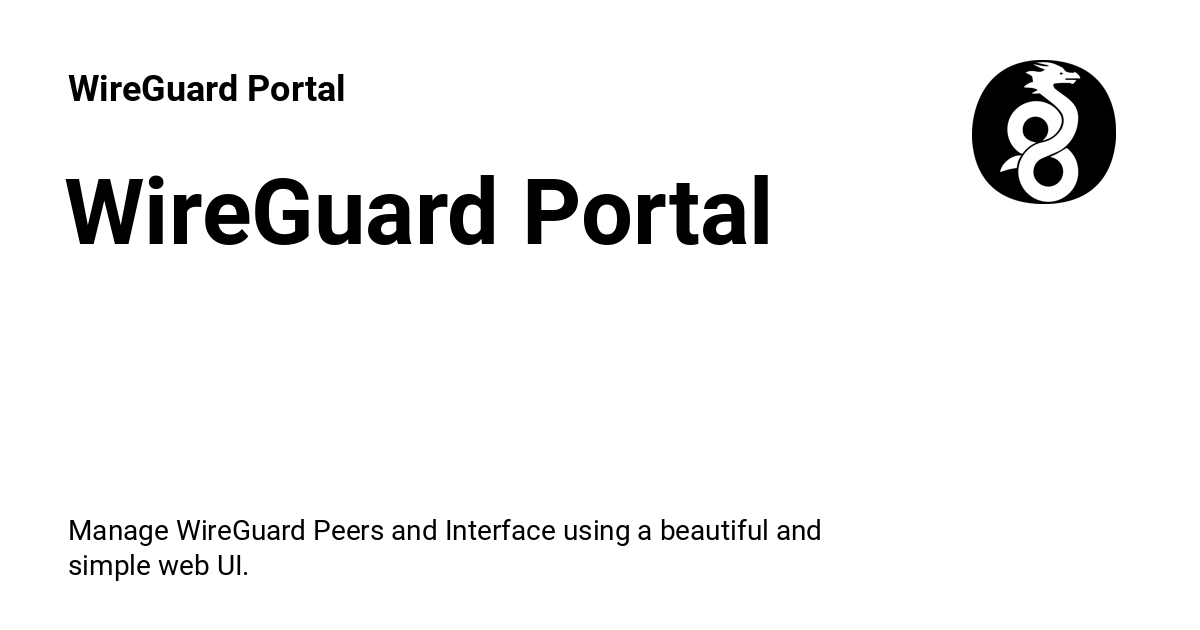 WireGuard Portal
WireGuard Portal
Manage WireGuard Peers and Interface using a beautiful and
simple web UI.